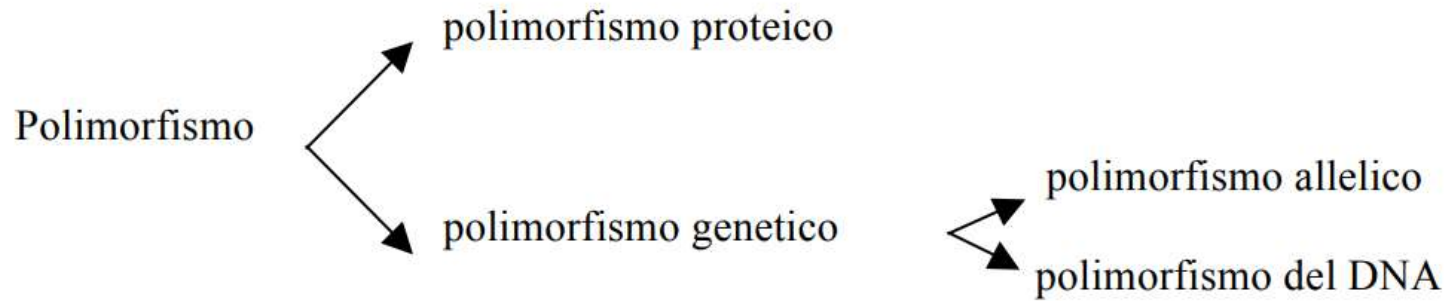 polimorfismo proteico
Polimorfismo
polimorfismo allelico
polimorfismo genetico
polimorfismo del DNA